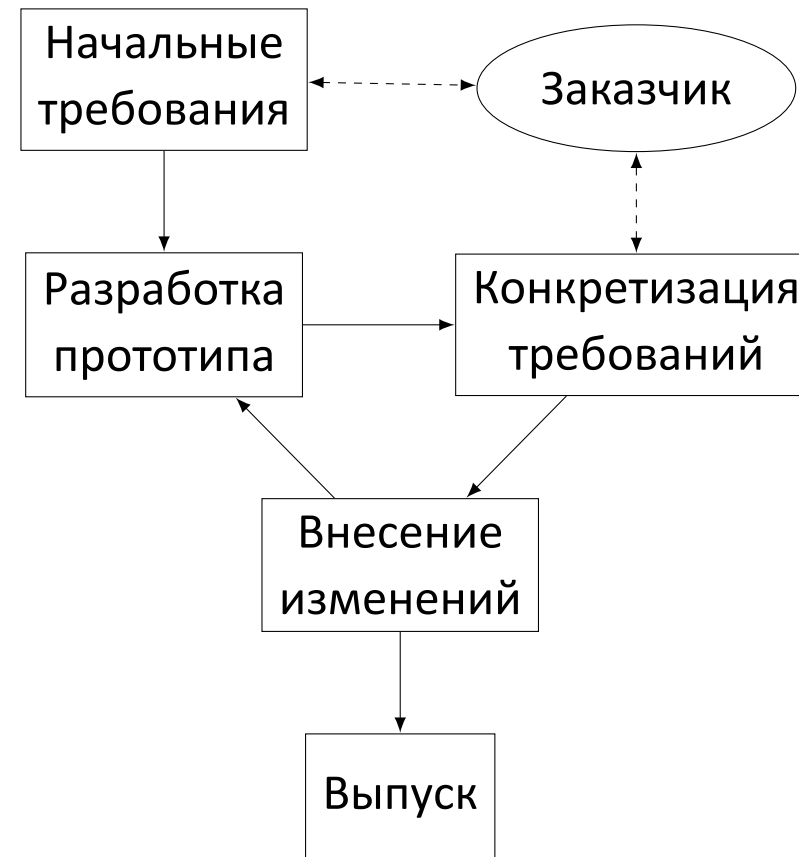 Начальные
требования
Заказчик
Разработка
прототипа
Конкретизация
требований
Внесение
изменений
Выпуск